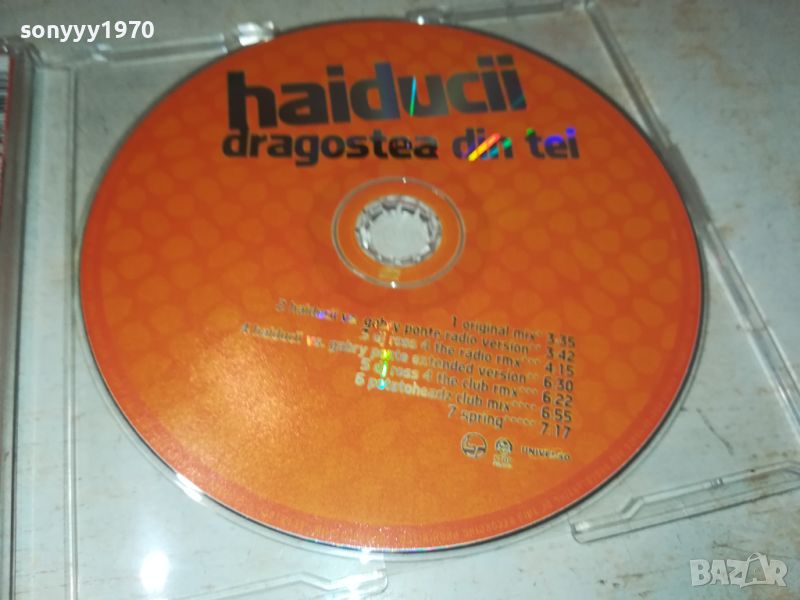 sonyyy1970
haiducii
dragostea din tei
1 original mix* 3:35
2 haiducii vs. gabry ponte radio version** 3:42
3 dj ross 4 the radio rmx*** 4:15
4 haiducii vs. gabry ponte extended version** 6:30
5 dj ross 4 the club rmx*** 6:22
6 potatoheadz club mix**** 6:55
7 spring***** 7.17
UNIVERSO
BAZAR